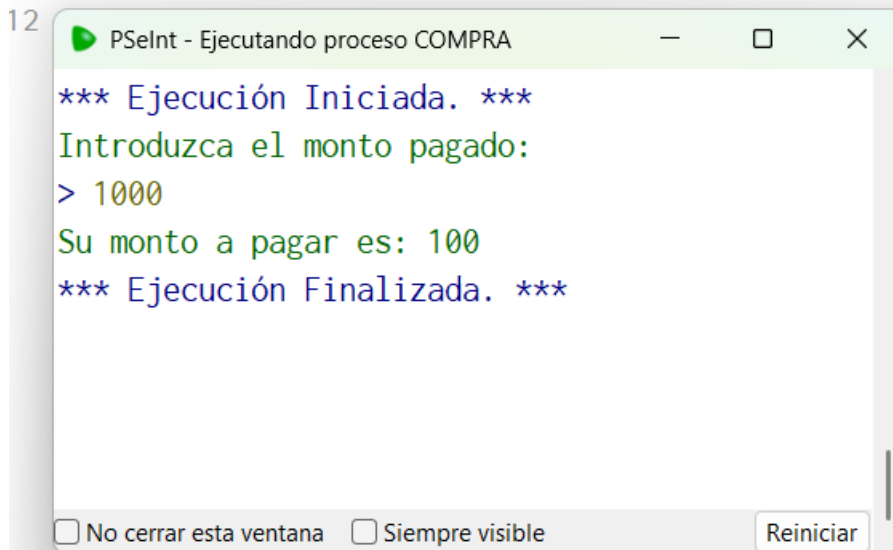 12
PSeInt - Ejecutando proceso COMPRA
*** Ejecución Iniciada. ***
Introduzca el monto pagado:
> 1000
Su monto a pagar es: 100
*** Ejecución Finalizada. ***
No cerrar esta ventana Siempre visible Reiniciar